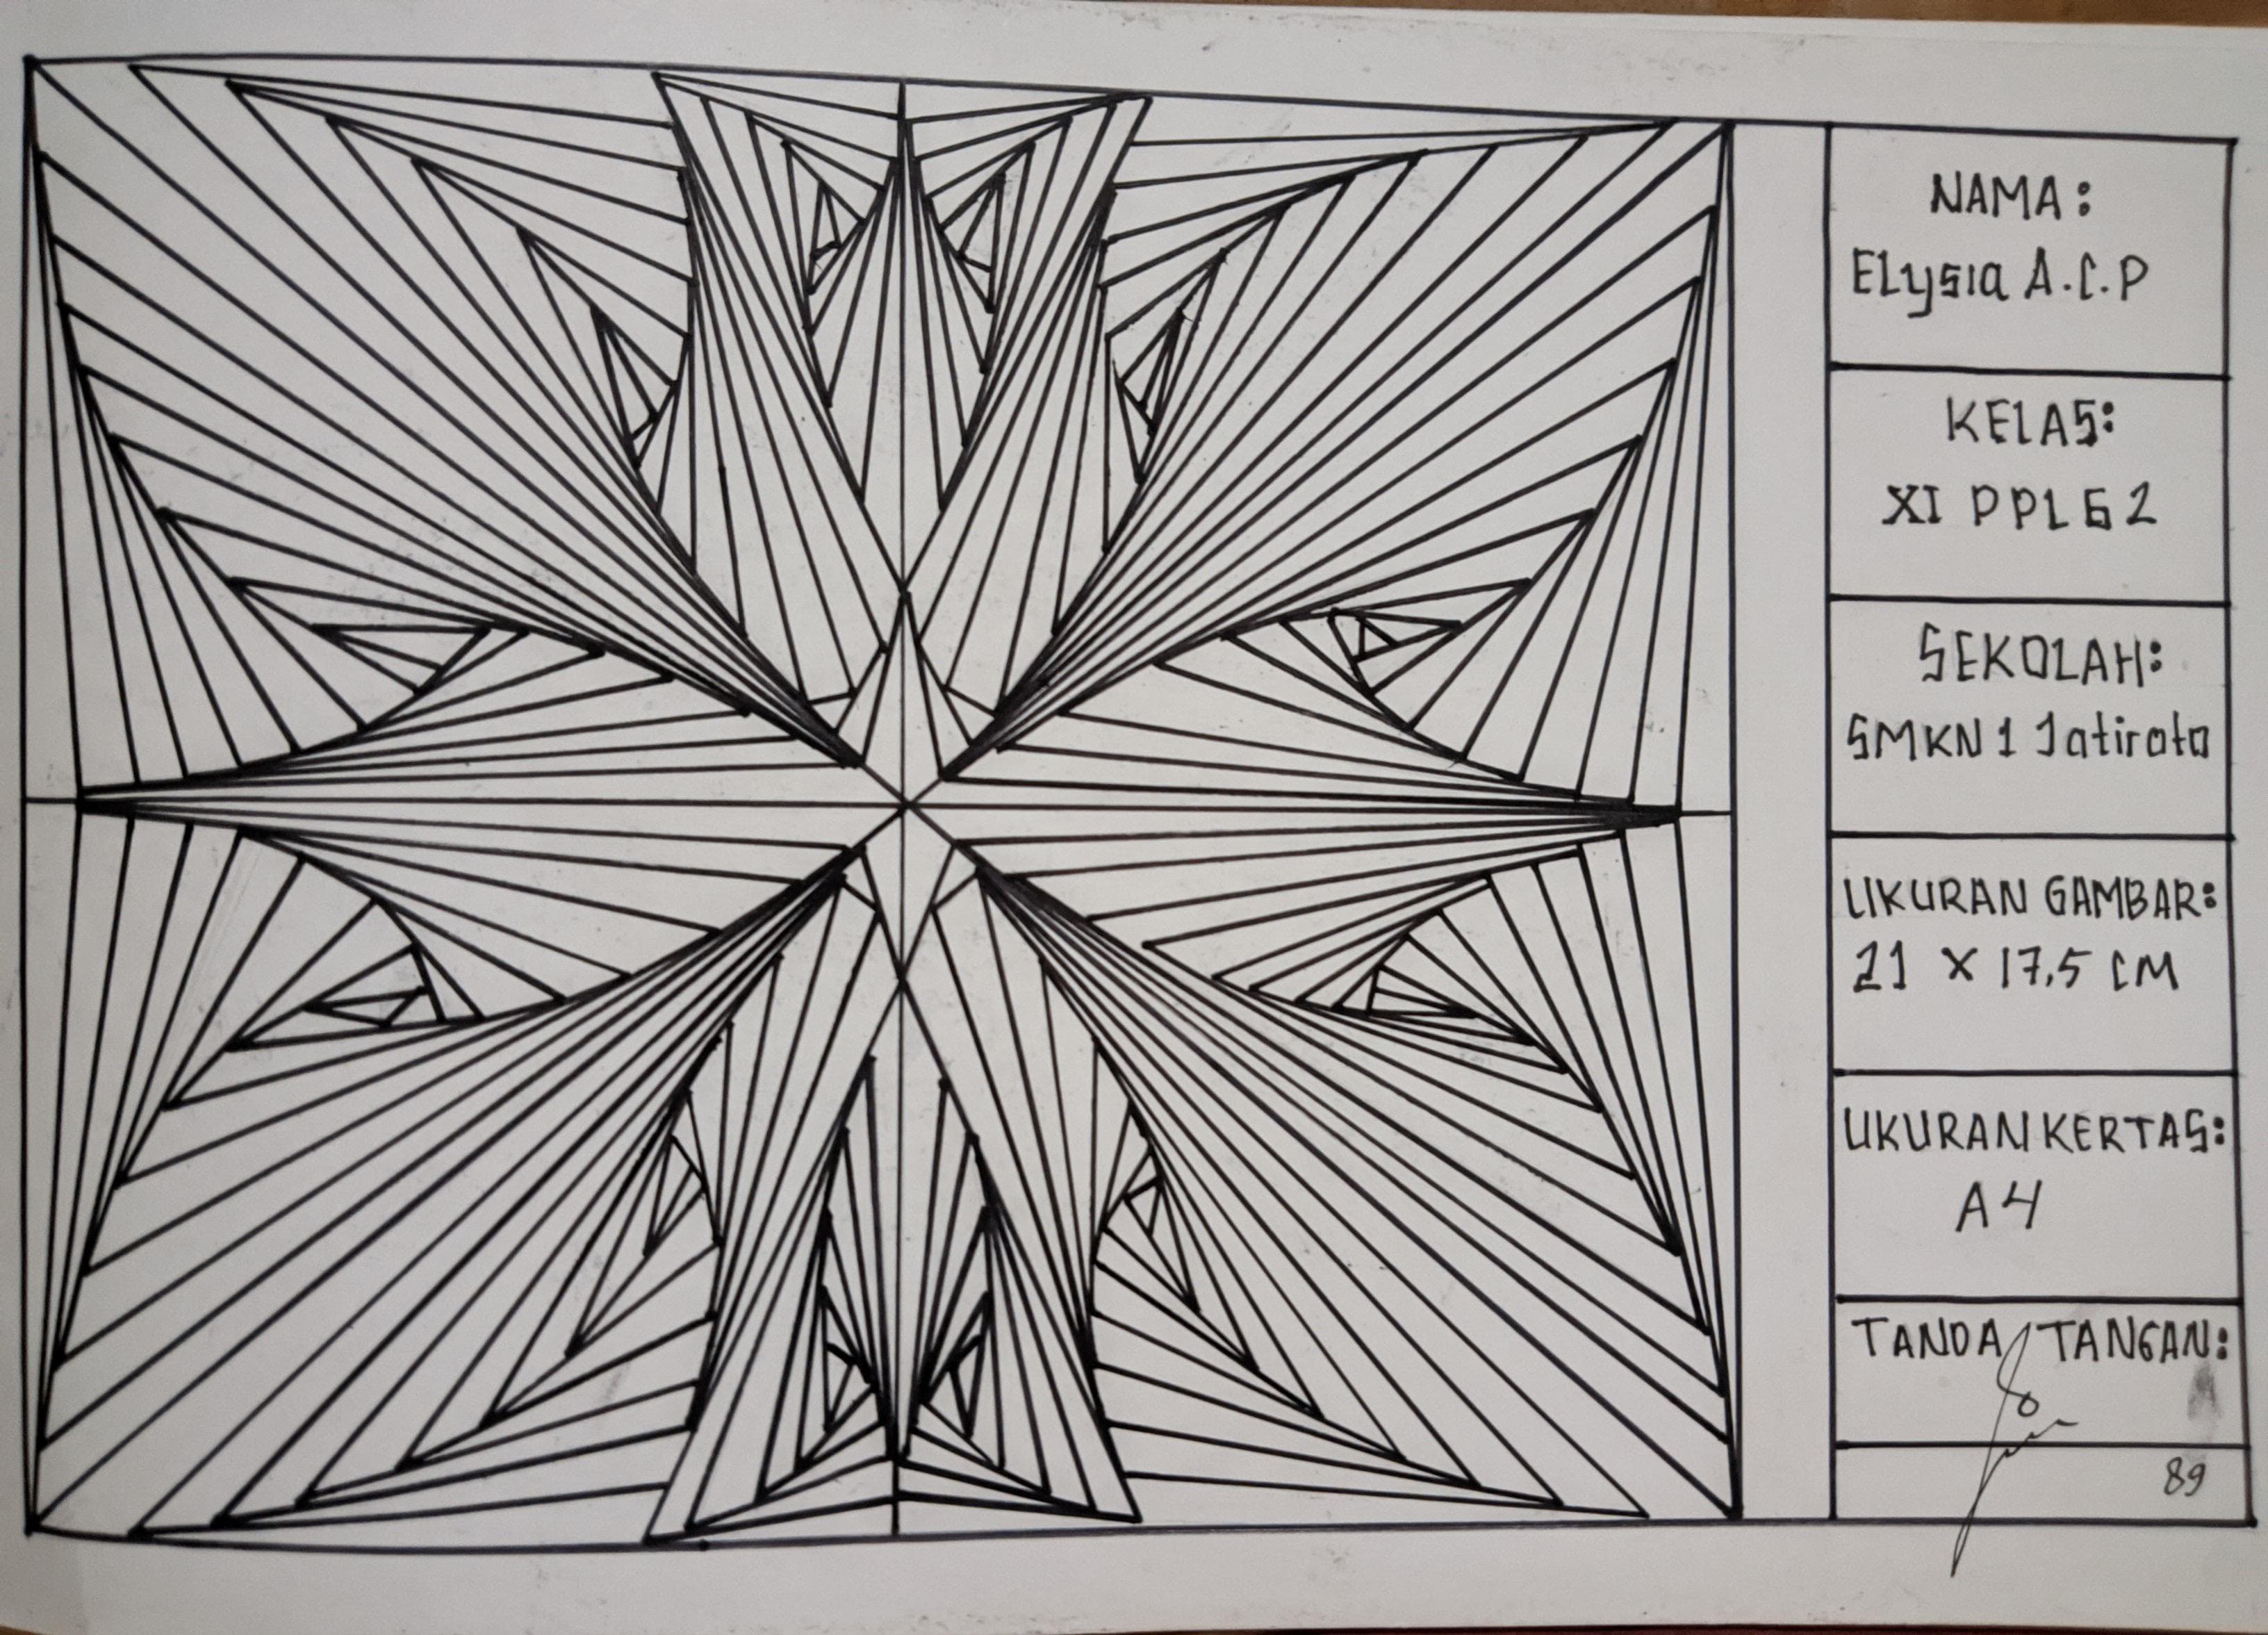 NAMA:
Elysia A.C.P
KELAS:
XI PPLG 2
SEKOLAH:
SMKN 1 Jatiroto
UKURAN GAMBAR:
21 X 17,5 CM
UKURAN KERTAS:
A4
TANDA TANGAN:
89